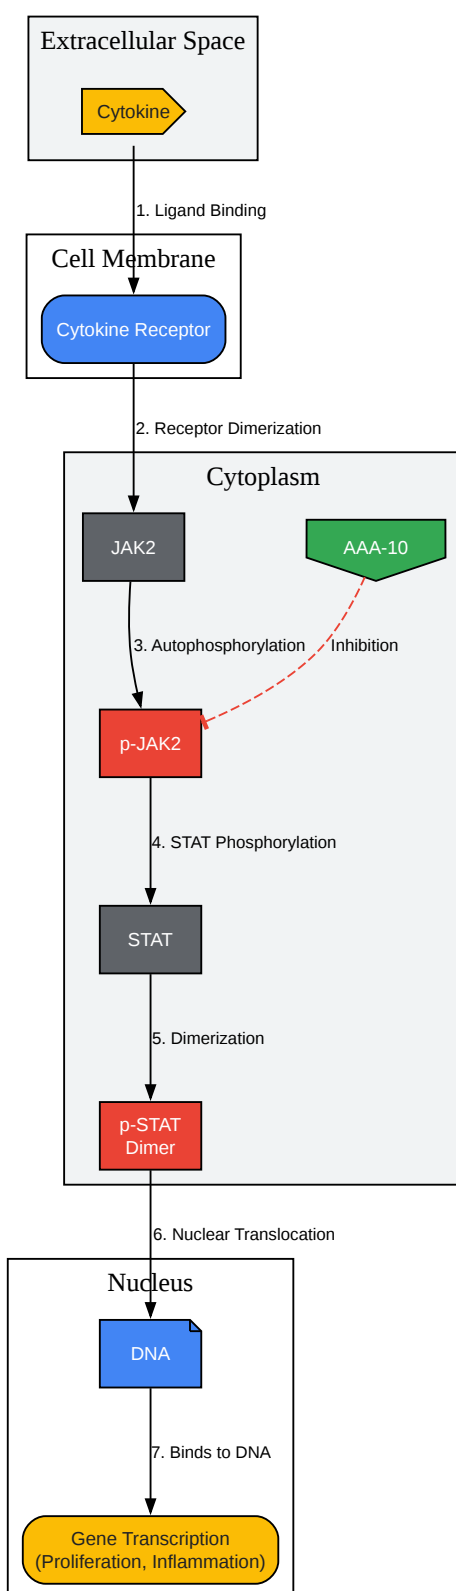 Extracellular Space
Cytokine
1. Ligand Binding
Cell Membrane
Cytokine Receptor
2. Receptor Dimerization
Cytoplasm
JAK2
AAA-10
3. Autophosphorylation
Inhibition
p-JAK2
4. STAT Phosphorylation
STAT
5. Dimerization
p-STAT
Dimer
6. Nuclear Translocation
Nucleus
DNA
7. Binds to DNA
Gene Transcription
(Proliferation, Inflammation)